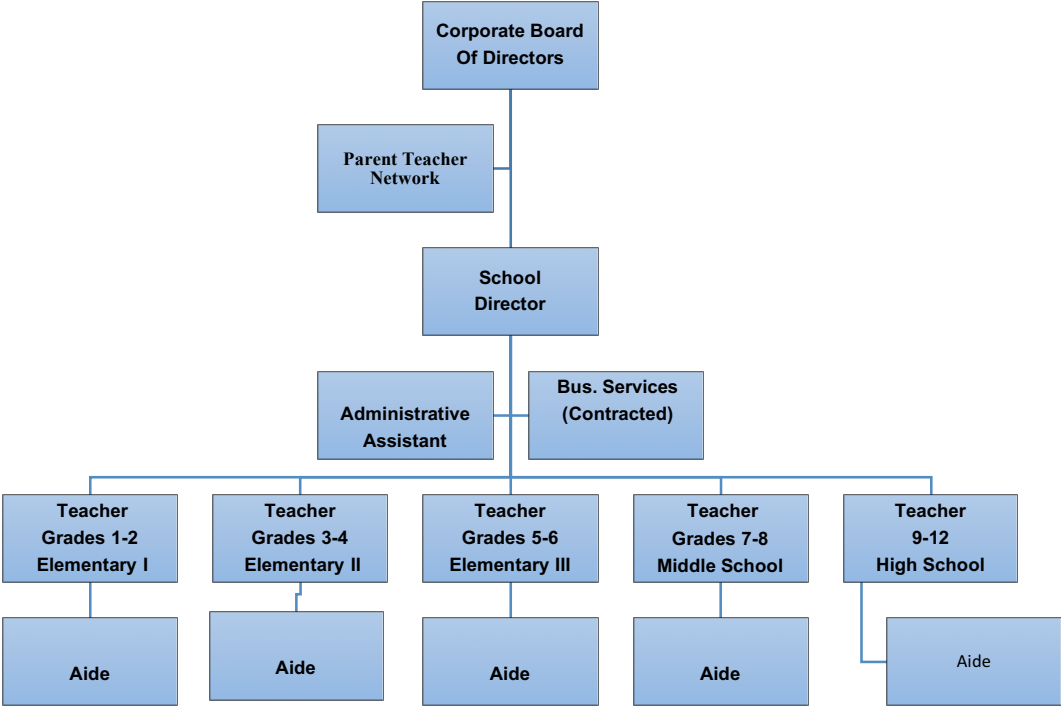 Corporate Board
Of Directors
Parent Teacher
Network
School
Director
Administrative
Assistant
Bus. Services
(Contracted)
Teacher
Grades 1-2
Elementary I
Teacher
Grades 3-4
Elementary II
Teacher
Grades 5-6
Elementary III
Teacher
Grades 7-8
Middle School
Teacher
9-12
High School
Aide
Aide
Aide
Aide
Aide